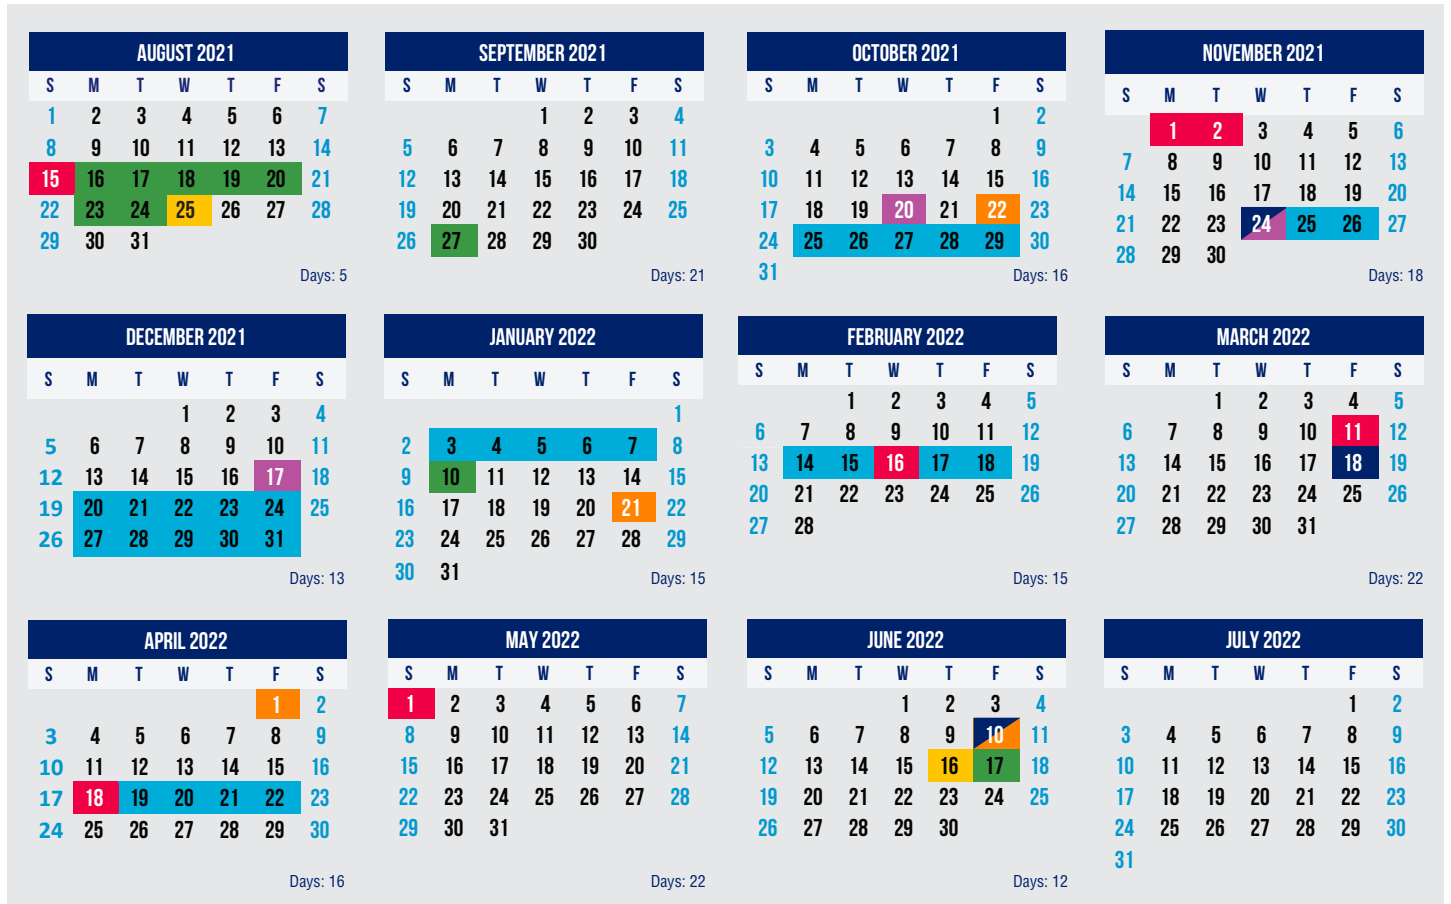 AUGUST 2021
S M T W T F S
1 2 3 4 5 6 7
8 9 10 11 12 13 14
15 16 17 18 19 20 21
22 23 24 25 26 27 28
29 30 31
Days: 5
SEPTEMBER 2021
S M T W T F S
1 2 3 4
5 6 7 8 9 10 11
12 13 14 15 16 17 18
19 20 21 22 23 24 25
26 27 28 29 30
Days: 21
OCTOBER 2021
S M T W T F S
1 2
3 4 5 6 7 8 9
10 11 12 13 14 15 16
17 18 19 20 21 22 23
24 25 26 27 28 29 30
31
Days: 16
NOVEMBER 2021
S M T W T F S
1 2 3 4 5 6
7 8 9 10 11 12 13
14 15 16 17 18 19 20
21 22 23 24 25 26 27
28 29 30
Days: 18
DECEMBER 2021
S M T W T F S
1 2 3 4
5 6 7 8 9 10 11
12 13 14 15 16 17 18
19 20 21 22 23 24 25
26 27 28 29 30 31
Days: 13
JANUARY 2022
S M T W T F S
1
2 3 4 5 6 7 8
9 10 11 12 13 14 15
16 17 18 19 20 21 22
23 24 25 26 27 28 29
30 31
Days: 15
FEBRUARY 2022
S M T W T F S
1 2 3 4 5
6 7 8 9 10 11 12
13 14 15 16 17 18 19
20 21 22 23 24 25 26
27 28
Days: 15
MARCH 2022
S M T W T F S
1 2 3 4 5
6 7 8 9 10 11 12
13 14 15 16 17 18 19
20 21 22 23 24 25 26
27 28 29 30 31
Days: 22
APRIL 2022
S M T W T F S
1 2
3 4 5 6 7 8 9
10 11 12 13 14 15 16
17 18 19 20 21 22 23
24 25 26 27 28 29 30
Days: 16
MAY 2022
S M T W T F S
1 2 3 4 5 6 7
8 9 10 11 12 13 14
15 16 17 18 19 20 21
22 23 24 25 26 27 28
29 30 31
Days: 22
JUNE 2022
S M T W T F S
1 2 3 4
5 6 7 8 9 10 11
12 13 14 15 16 17 18
19 20 21 22 23 24 25
26 27 28 29 30
Days: 12
JULY 2022
S M T W T F S
1 2
3 4 5 6 7 8 9
10 11 12 13 14 15 16
17 18 19 20 21 22 23
24 25 26 27 28 29 30
31